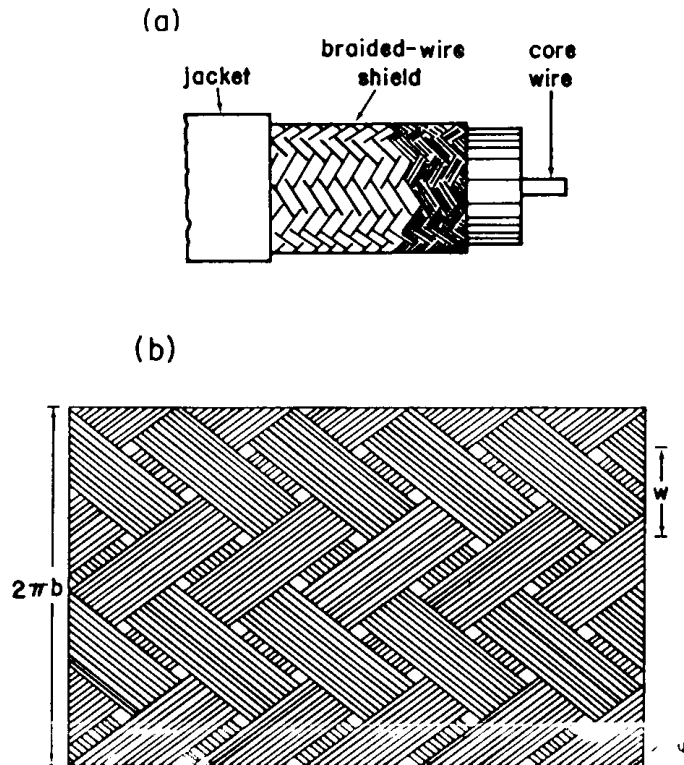 (a)
braided-wire
shield
core
wire
jacket
(b)
w
2πb